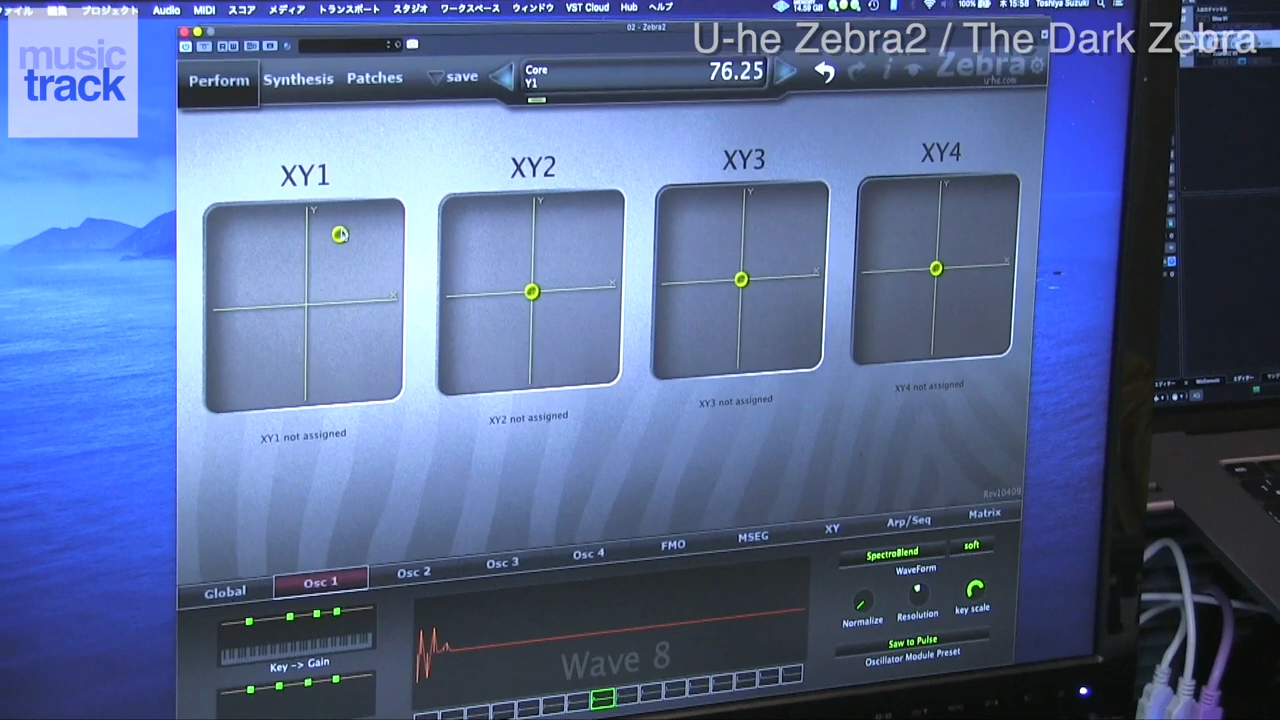 ファイル 編集 プロジェクト Audio MIDI スコア メディア トランスポート スタジオ ワークスペース ウィンドウ VST Cloud Hub ヘルプ
100% 木 15:58 Toshiya Suzuki
02 - Zebra2
U-he Zebra2 / The Dark Zebra
music
track
Perform Synthesis Patches save
Core 76.25
Y1
Zebra
u-he.com
XY1 XY2 XY3 XY4
Y Y Y Y
X X X X
XY1 not assigned
XY2 not assigned
XY3 not assigned
XY4 not assigned
Rev10409
Global Osc 1 Osc 2 Osc 3 Osc 4 FMO MSEG XY Arp/Seq Matrix
SpectroBlend soft
WaveForm
Normalize Resolution key scale
Saw to Pulse
Oscillator Module Preset
Key -> Gain
Wave 8